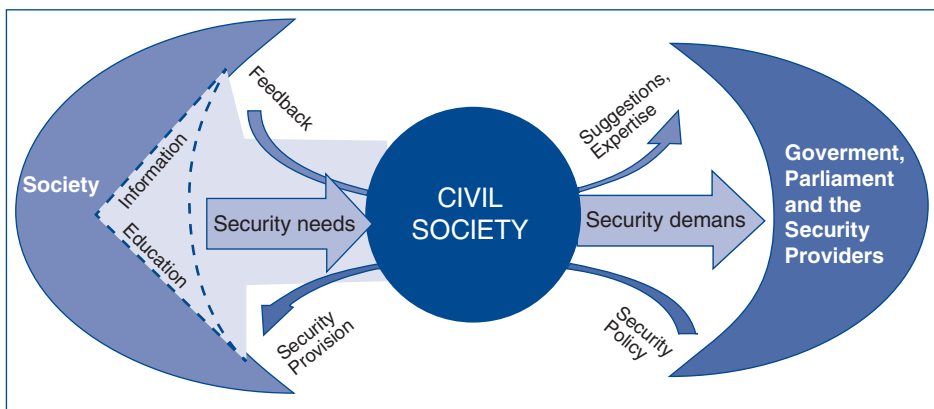 Society
Information
Education
Feedback
Security needs
Security
Provision
CIVIL
SOCIETY
Suggestions,
Expertise
Security demans
Security
Policy
Goverment,
Parliament
and the
Security
Providers